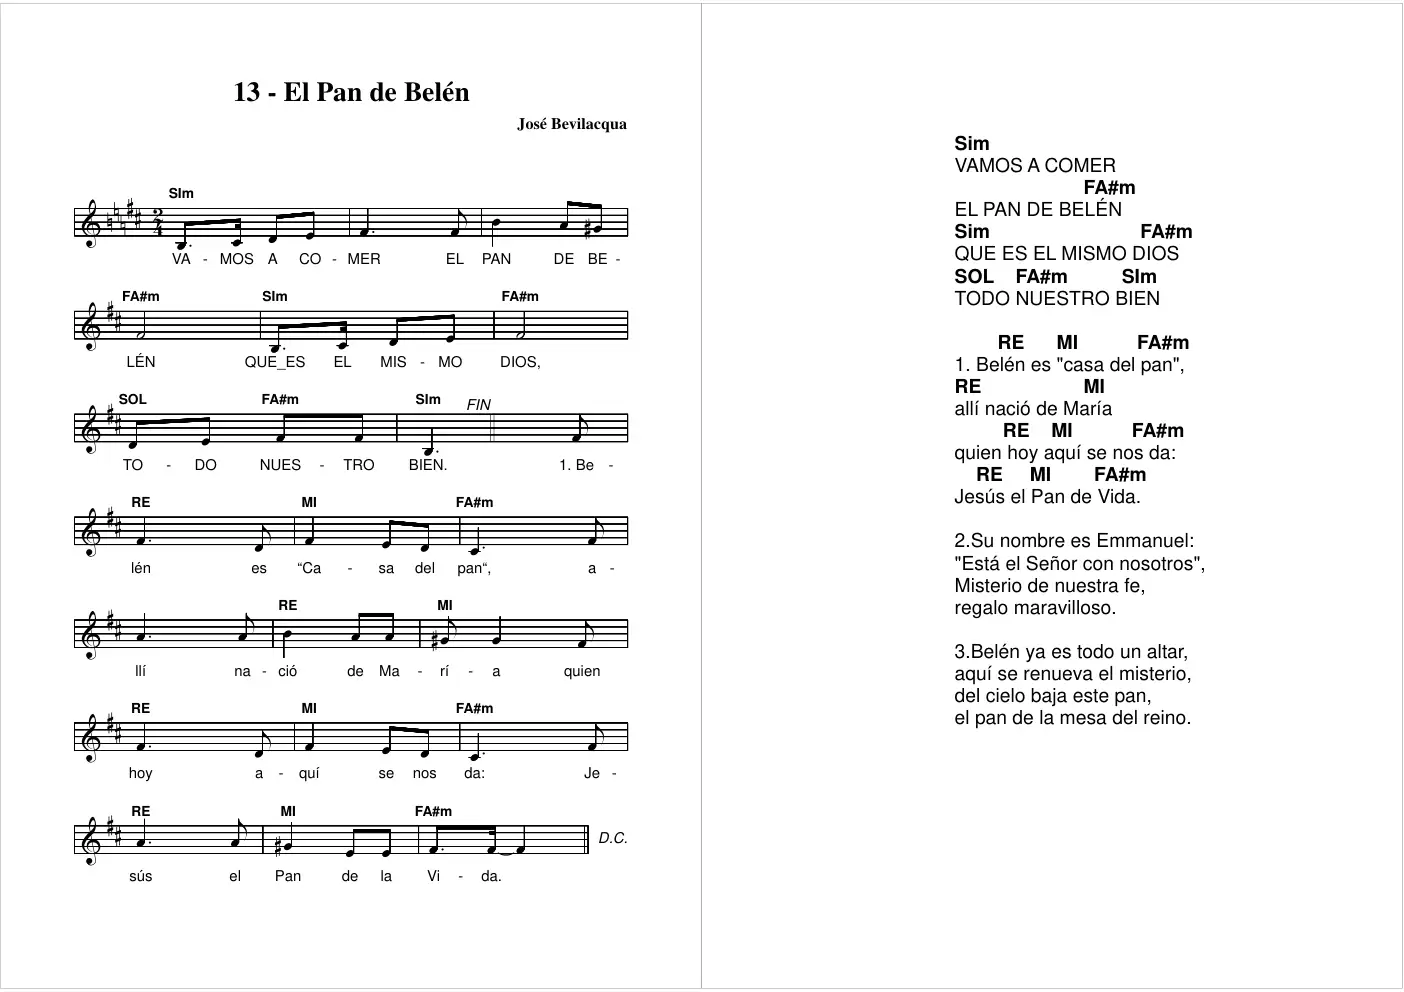 13 - El Pan de Belén
José Bevilacqua
SIm
2
4
VA - MOS A CO - MER EL PAN DE BE -
FA#m SIm FA#m
LÉN QUE_ES EL MIS - MO DIOS,
SOL FA#m SIm FIN
TO - DO NUES - TRO BIEN. 1. Be -
RE MI FA#m
lén es “Ca - sa del pan“, a -
RE MI
llí na - ció de Ma - rí - a quien
RE MI FA#m
hoy a - quí se nos da: Je -
RE MI FA#m
D.C.
sús el Pan de la Vi - da.
Sim
VAMOS A COMER
FA#m
EL PAN DE BELÉN
Sim FA#m
QUE ES EL MISMO DIOS
SOL FA#m SIm
TODO NUESTRO BIEN
RE MI FA#m
1. Belén es "casa del pan",
RE MI
allí nació de María
RE MI FA#m
quien hoy aquí se nos da:
RE MI FA#m
Jesús el Pan de Vida.
2.Su nombre es Emmanuel:
"Está el Señor con nosotros",
Misterio de nuestra fe,
regalo maravilloso.
3.Belén ya es todo un altar,
aquí se renueva el misterio,
del cielo baja este pan,
el pan de la mesa del reino.